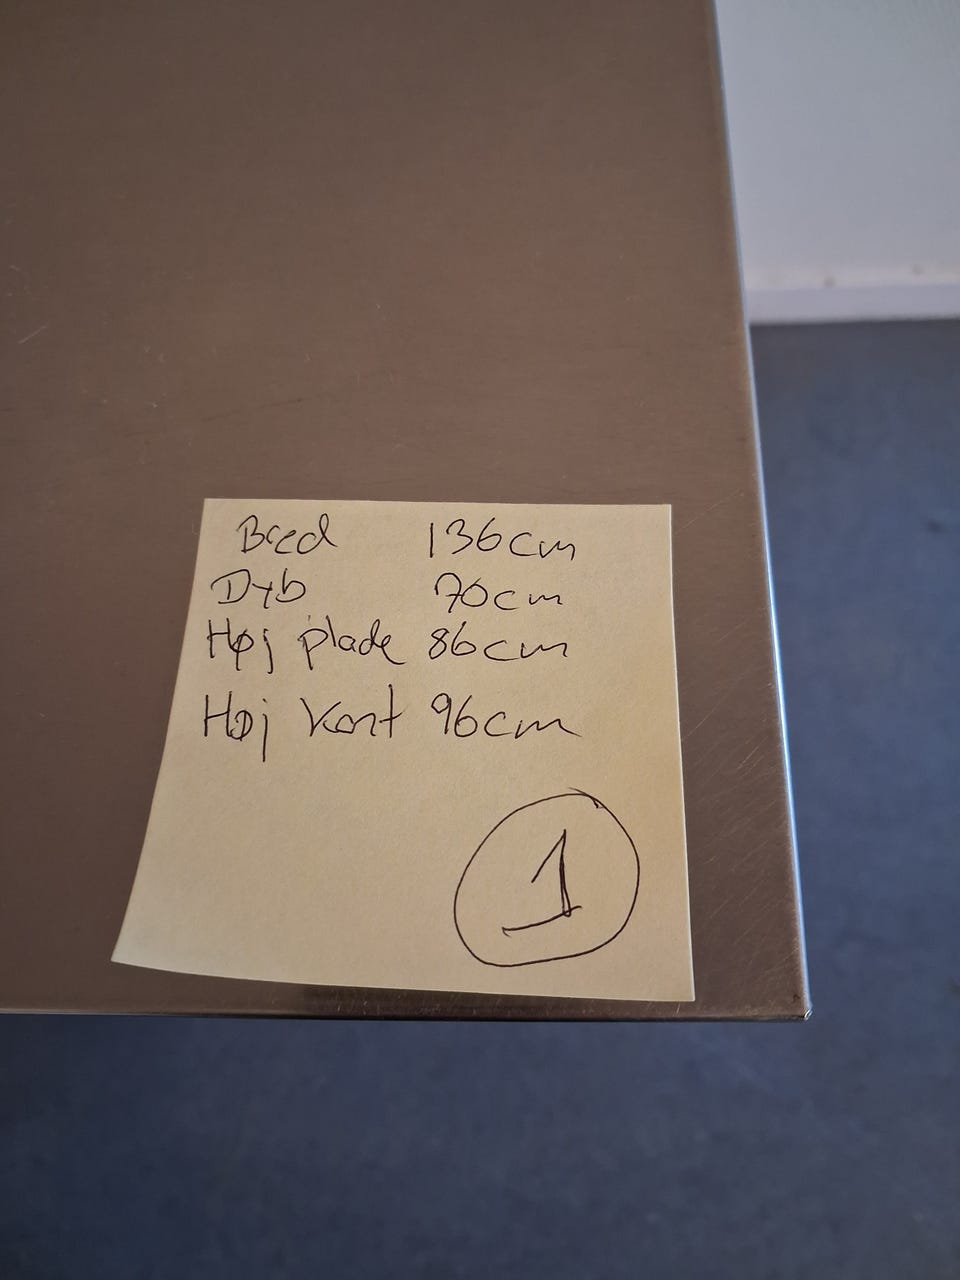 Bred 136cm
Dyb 70cm
Høj plade 86cm
Høj kant 96cm
1